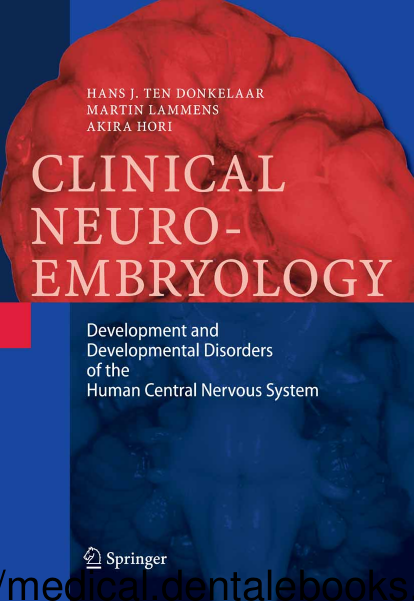 HANS J. TEN DONKELAAR
MARTIN LAMMENS
AKIRA HORI
CLINICAL
NEURO-
EMBRYOLOGY
Development and
Developmental Disorders
of the
Human Central Nervous System
Springer
/medical.dentalebooks